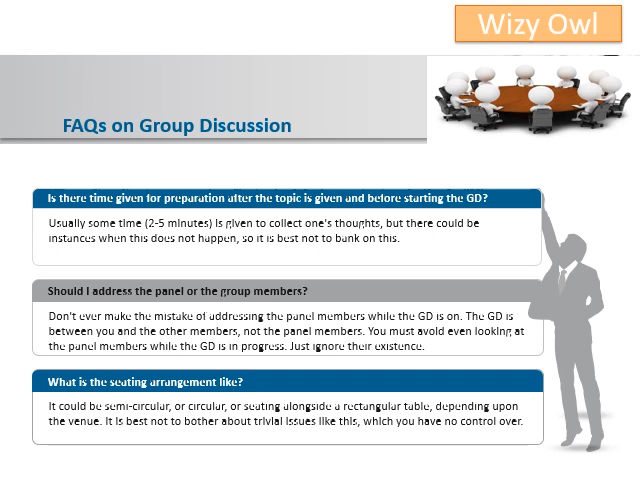 Wizy Owl
FAQs on Group Discussion
Is there time given for preparation after the topic is given and before starting the GD?
Usually some time (2-5 minutes) is given to collect one's thoughts, but there could be
instances when this does not happen, so it is best not to bank on this.
Should I address the panel or the group members?
Don't ever make the mistake of addressing the panel members while the GD is on. The GD is
between you and the other members, not the panel members. You must avoid even looking at
the panel members while the GD is in progress. Just ignore their existence.
What is the seating arrangement like?
It could be semi-circular, or circular, or seating alongside a rectangular table, depending upon
the venue. It is best not to bother about trivial issues like this, which you have no control over.